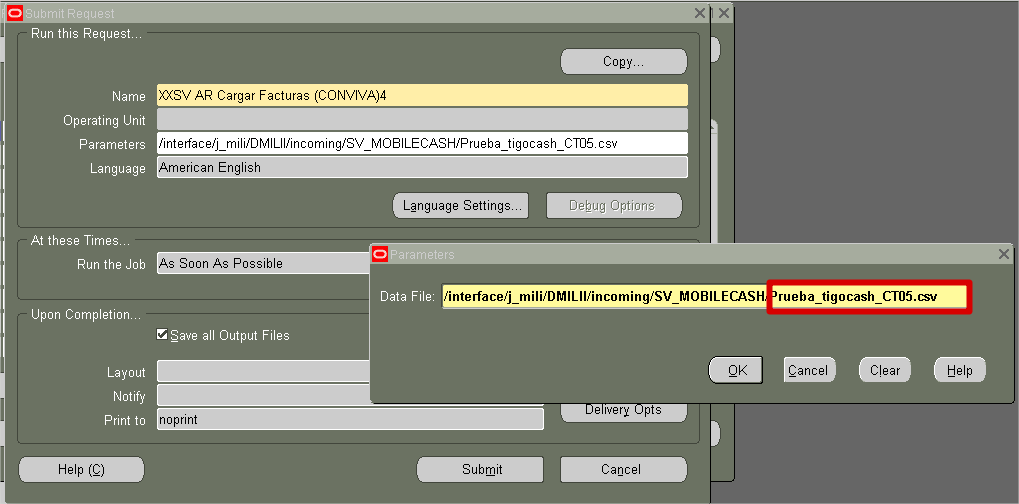 Submit Request
Run this Request...
Copy...
Name XXSV AR Cargar Facturas (CONVIVA)4
Operating Unit
Parameters /interface/j_mili/DMILII/incoming/SV_MOBILECASH/Prueba_tigocash_CT05.csv
Language American English
Language Settings... Debug Options
At these Times...
Run the Job As Soon As Possible
Upon Completion...
Save all Output Files
Layout
Notify
Print to noprint
Delivery Opts
Help (C) Submit Cancel
Parameters
Data File: /interface/j_mili/DMILII/incoming/SV_MOBILECASH/Prueba_tigocash_CT05.csv
OK Cancel Clear Help